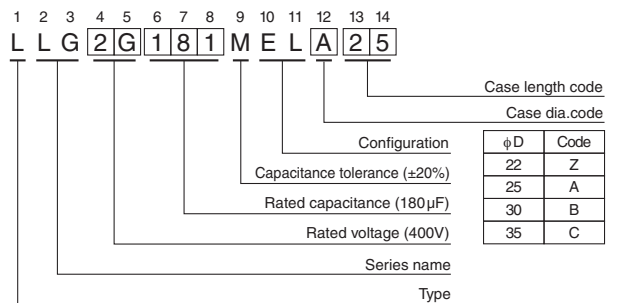 1 2 3 4 5 6 7 8 9 10 11 12 13 14
L L G 2 G 1 8 1 M E L A 2 5
Case length code
Case dia.code
Configuration
Capacitance tolerance (±20%)
Rated capacitance (180μF)
Rated voltage (400V)
Series name
Type
ϕD Code
22 Z
25 A
30 B
35 C